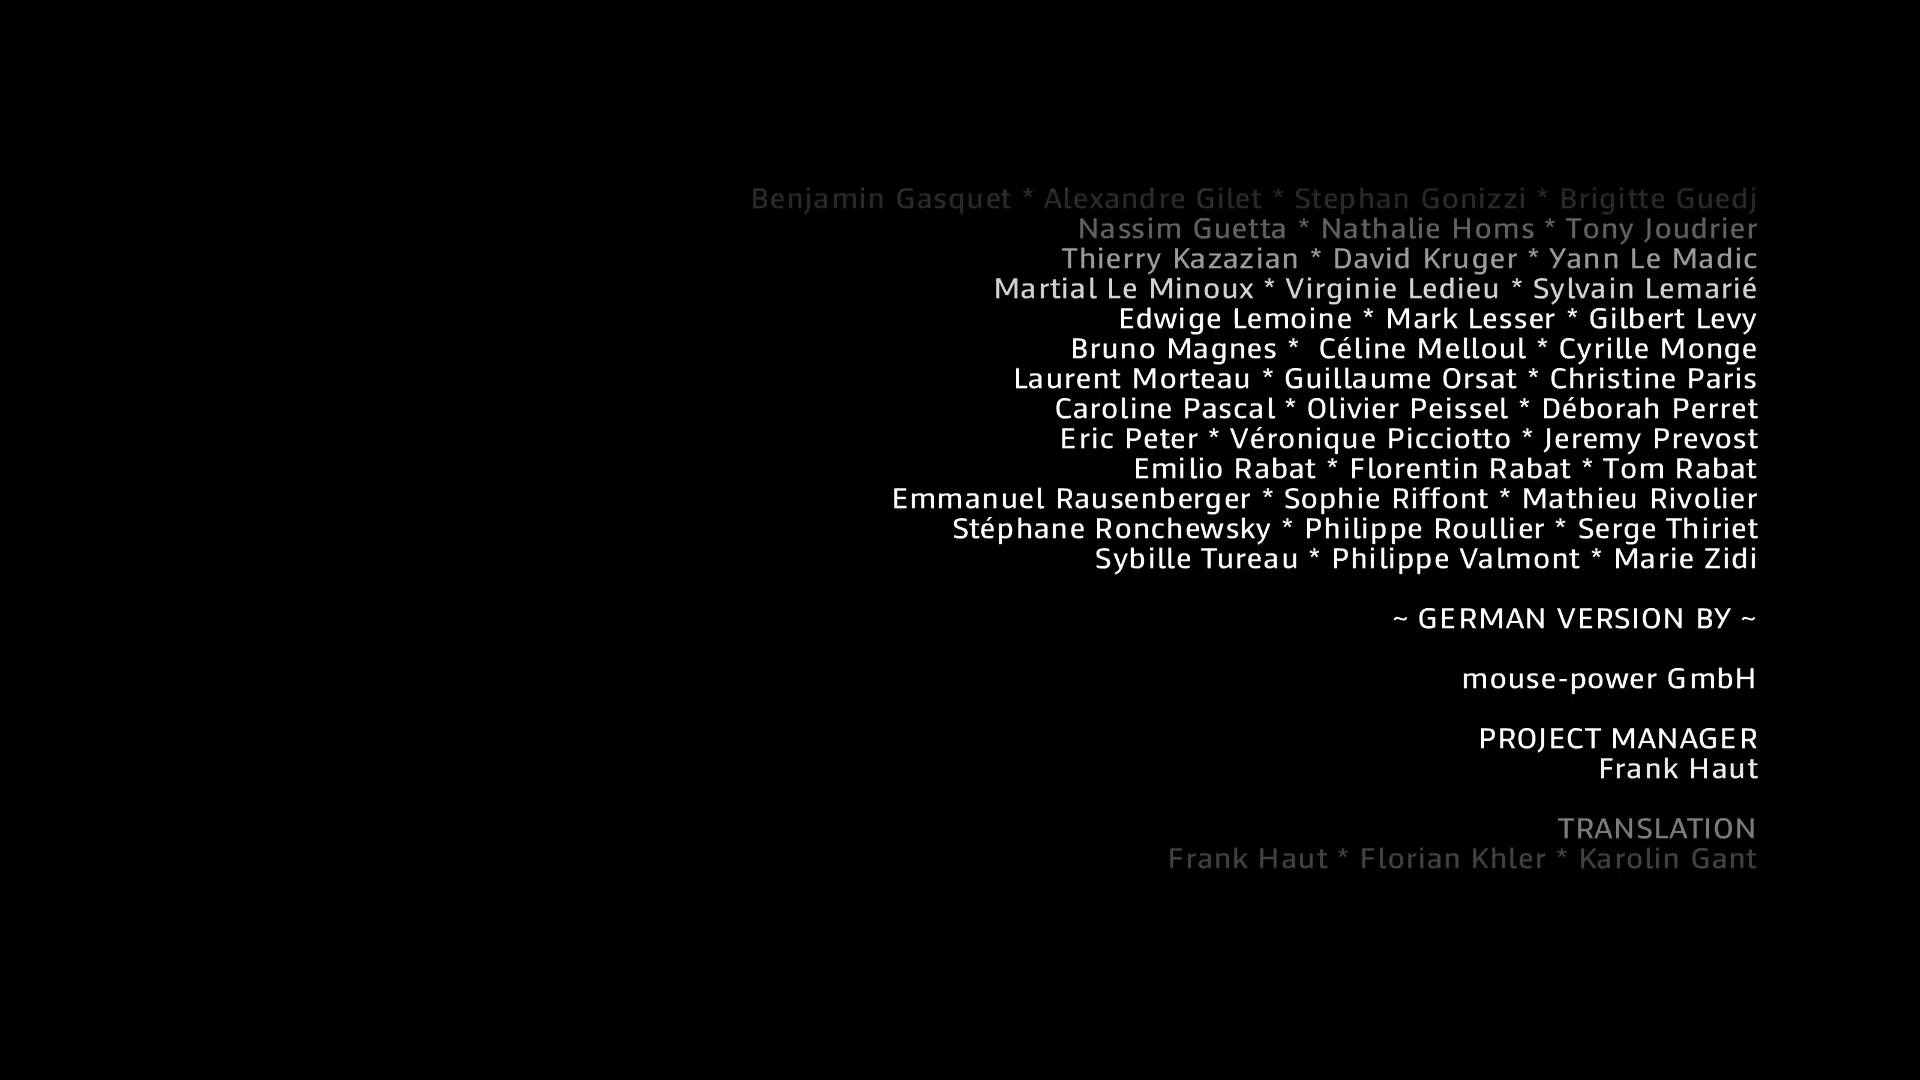 Benjamin Gasquet * Alexandre Gilet * Stephan Gonizzi * Brigitte Guedj
Nassim Guetta * Nathalie Homs * Tony Joudrier
Thierry Kazazian * David Kruger * Yann Le Madic
Martial Le Minoux * Virginie Ledieu * Sylvain Lemarié
Edwige Lemoine * Mark Lesser * Gilbert Levy
Bruno Magnes *  Céline Melloul * Cyrille Monge
Laurent Morteau * Guillaume Orsat * Christine Paris
Caroline Pascal * Olivier Peissel * Déborah Perret
Eric Peter * Véronique Picciotto * Jeremy Prevost
Emilio Rabat * Florentin Rabat * Tom Rabat
Emmanuel Rausenberger * Sophie Riffont * Mathieu Rivolier
Stéphane Ronchewsky * Philippe Roullier * Serge Thiriet
Sybille Tureau * Philippe Valmont * Marie Zidi
~ GERMAN VERSION BY ~
mouse-power GmbH
PROJECT MANAGER
Frank Haut
TRANSLATION
Frank Haut * Florian Khler * Karolin Gant